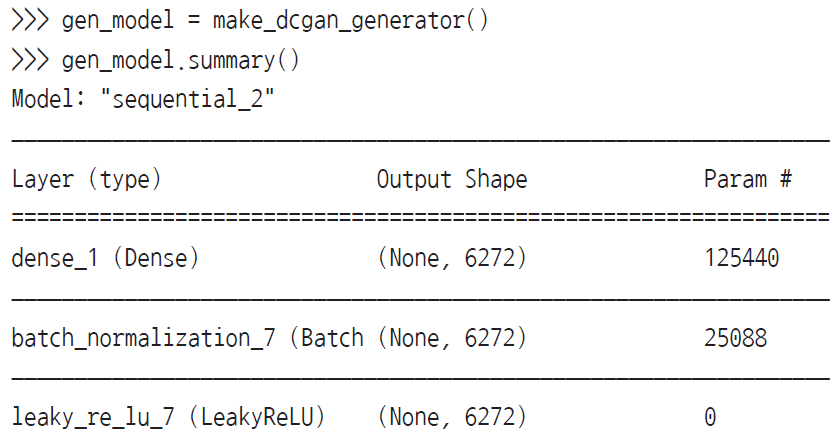 >>> gen_model = make_dcgan_generator()
>>> gen_model.summary()
Model: "sequential_2"
_________________________________________________________________
Layer (type)                 Output Shape              Param #
=================================================================
dense_1 (Dense)              (None, 6272)              125440
_________________________________________________________________
batch_normalization_7 (Batch (None, 6272)              25088
_________________________________________________________________
leaky_re_lu_7 (LeakyReLU)    (None, 6272)              0